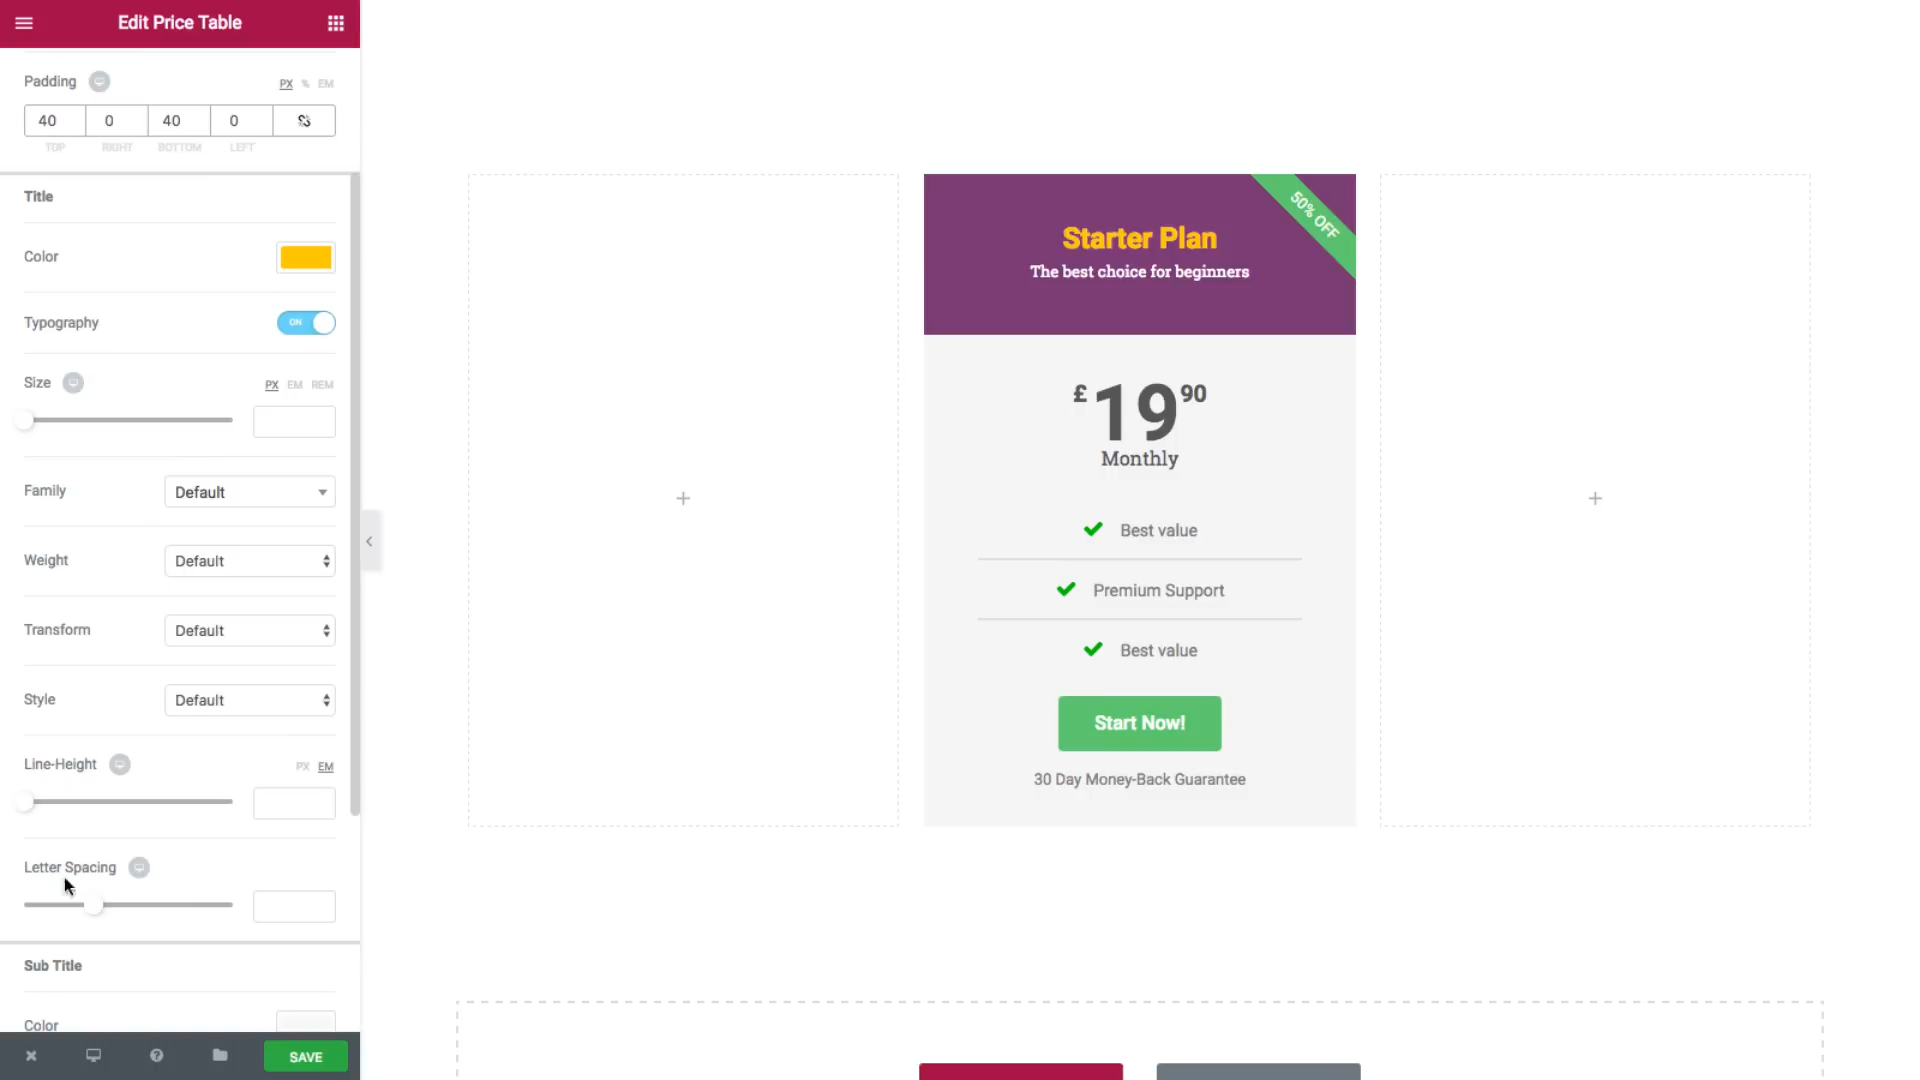 Edit Price Table
Padding
PX % EM
40 0 40 0
TOP RIGHT BOTTOM LEFT
Title
Color
Typography
ON
Size
PX EM REM
Family
Default
Weight
Default
Transform
Default
Style
Default
Line-Height
PX EM
Letter Spacing
Sub Title
Color
SAVE
50% OFF
Starter Plan
The best choice for beginners
£ 19 90
Monthly
Best value
Premium Support
Best value
Start Now!
30 Day Money-Back Guarantee